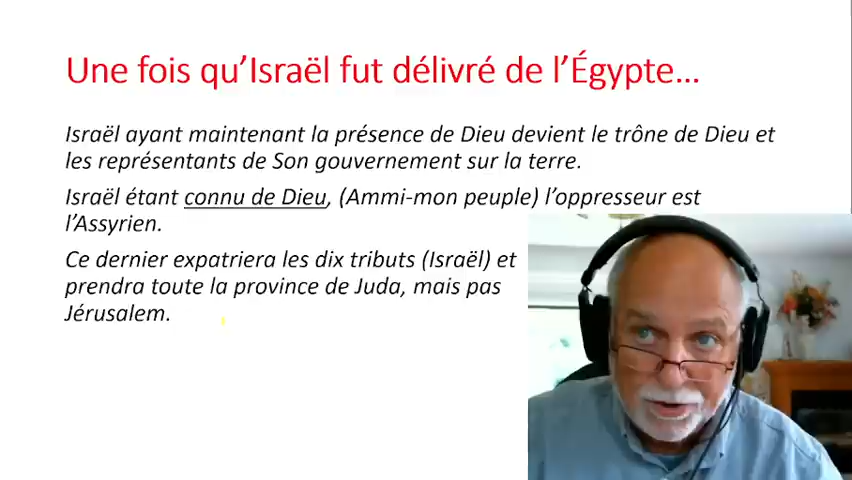 Une fois qu’Israël fut délivré de l’Égypte…
Israël ayant maintenant la présence de Dieu devient le trône de Dieu et
les représentants de Son gouvernement sur la terre.
Israël étant connu de Dieu, (Ammi-mon peuple) l’oppresseur est
l’Assyrien.
Ce dernier expatriera les dix tributs (Israël) et
prendra toute la province de Juda, mais pas
Jérusalem.